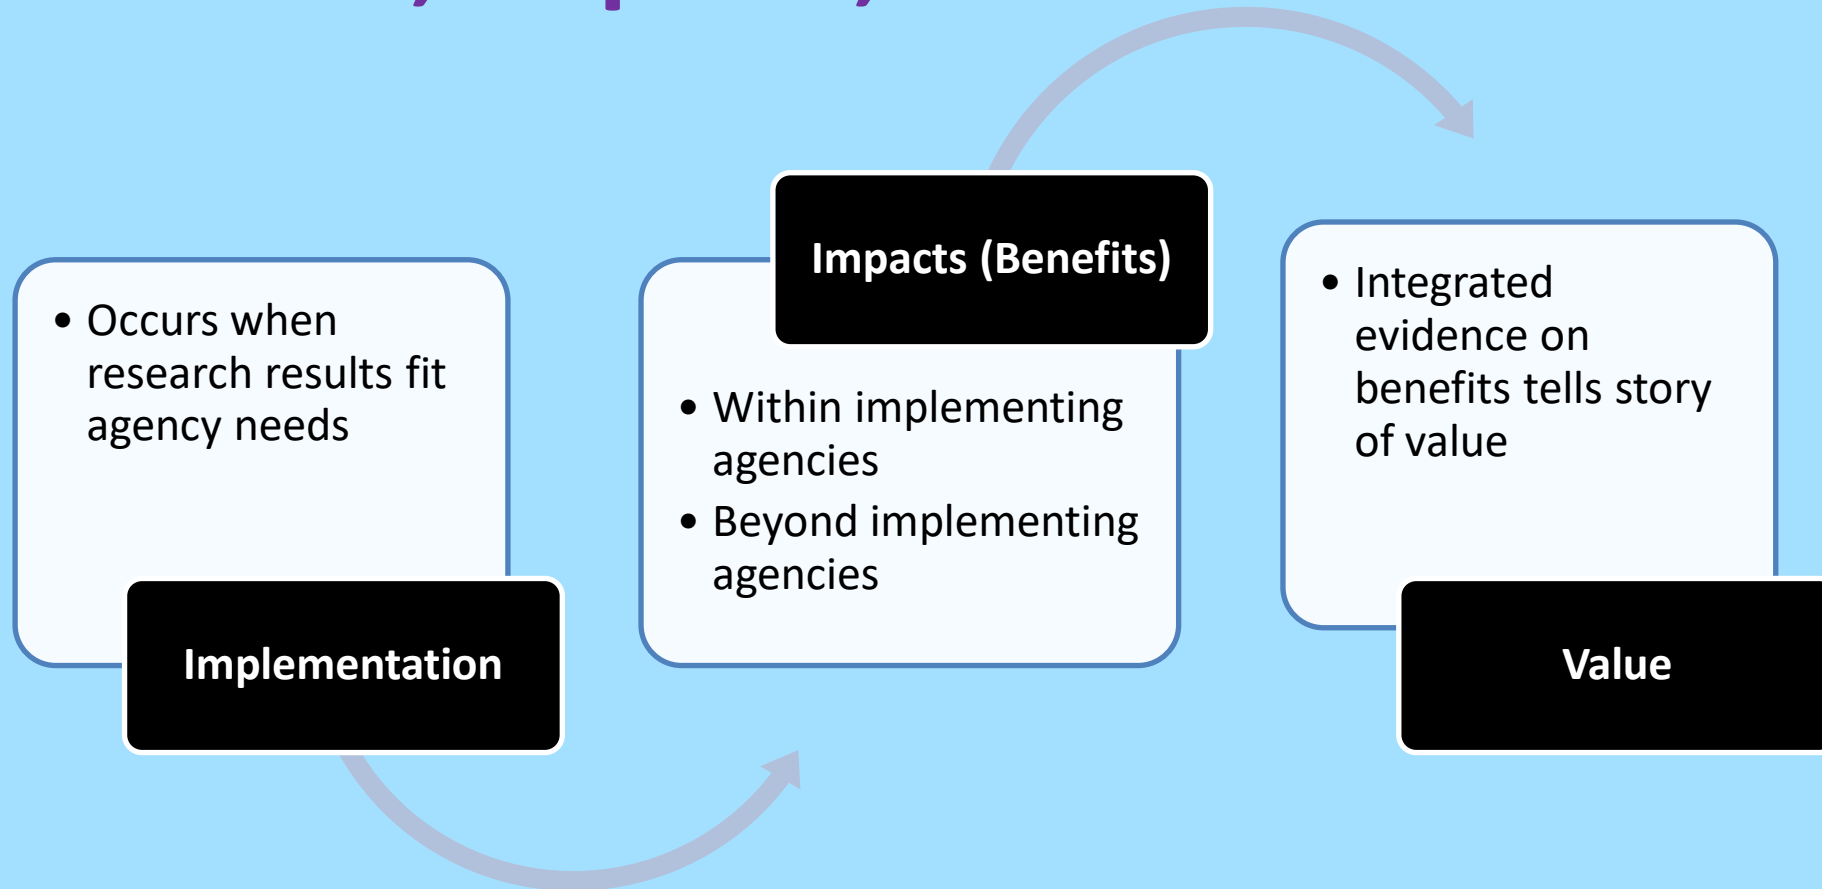 • Occurs when
research results fit
agency needs
Implementation
Impacts (Benefits)
• Within implementing
agencies
• Beyond implementing
agencies
• Integrated
evidence on
benefits tells story
of value
Value